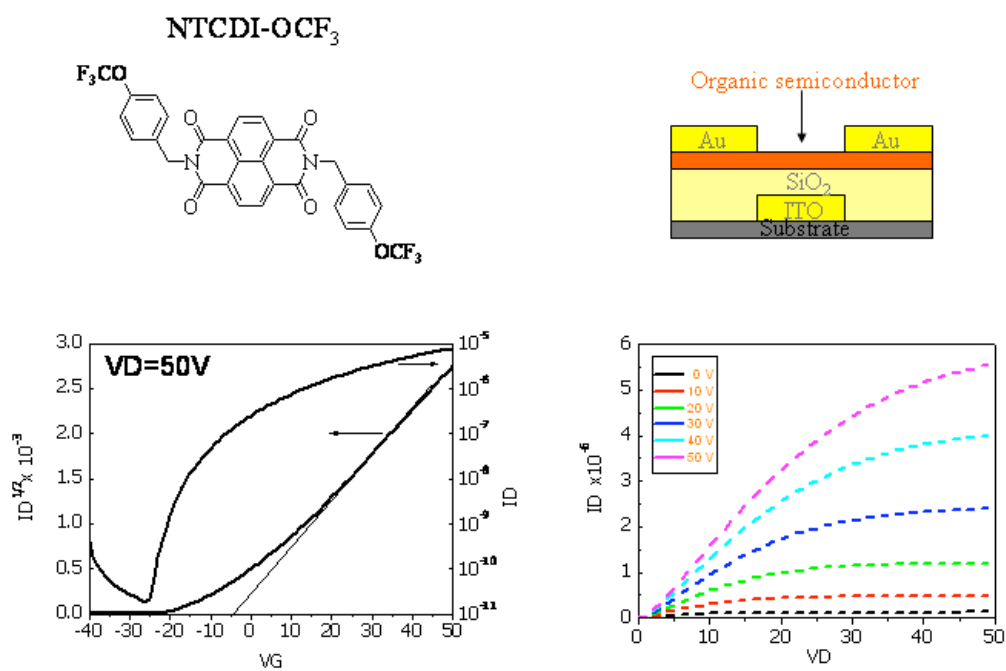 NTCDI-OCF3
F3CO
O
O
N
N
O
O
OCF3
Organic semiconductor
Au
Au
SiO2
ITO
Substrate
VD=50V
3.0
2.5
2.0
1.5
1.0
0.5
0.0
ID^1/2 x 10^-3
10^-5
10^-6
10^-7
10^-8
10^-9
10^-10
10^-11
ID
-40 -30 -20 -10 0 10 20 30 40 50
VG
6
5
4
3
2
1
0
ID x10^-6
0 V
10 V
20 V
30 V
40 V
50 V
0 10 20 30 40 50
VD